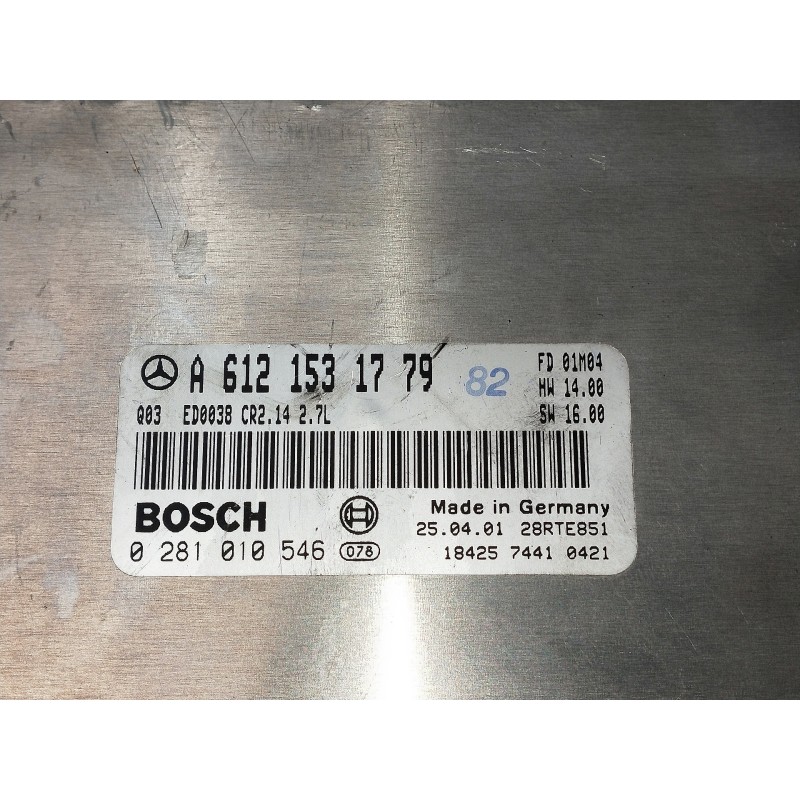 A 612 153 17 79 82 FD 01M04
HW 14.00
Q03 ED0038 CR2.14 2.7L SW 16.00
BOSCH Made in Germany
25.04.01 28RTE851
0 281 010 546 078 18425 7441 0421